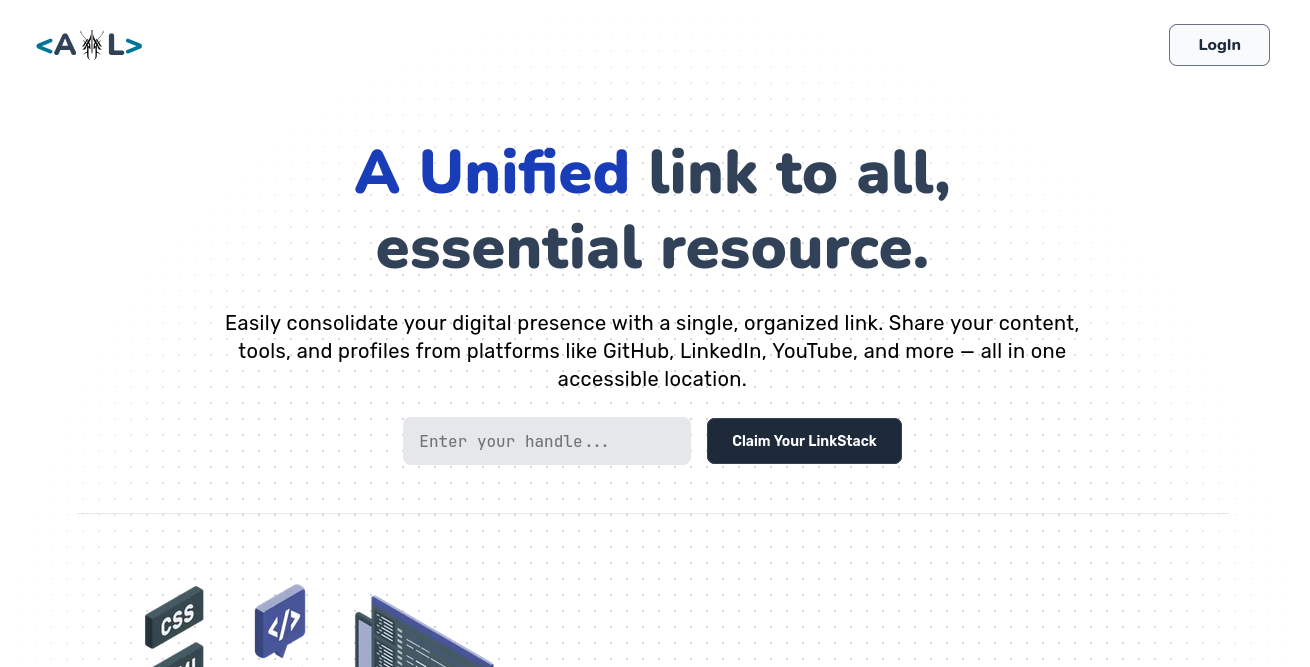 <A L>
LogIn
A Unified link to all,
essential resource.
Easily consolidate your digital presence with a single, organized link. Share your content,
tools, and profiles from platforms like GitHub, LinkedIn, YouTube, and more — all in one
accessible location.
Enter your handle...
Claim Your LinkStack
CSS
</>